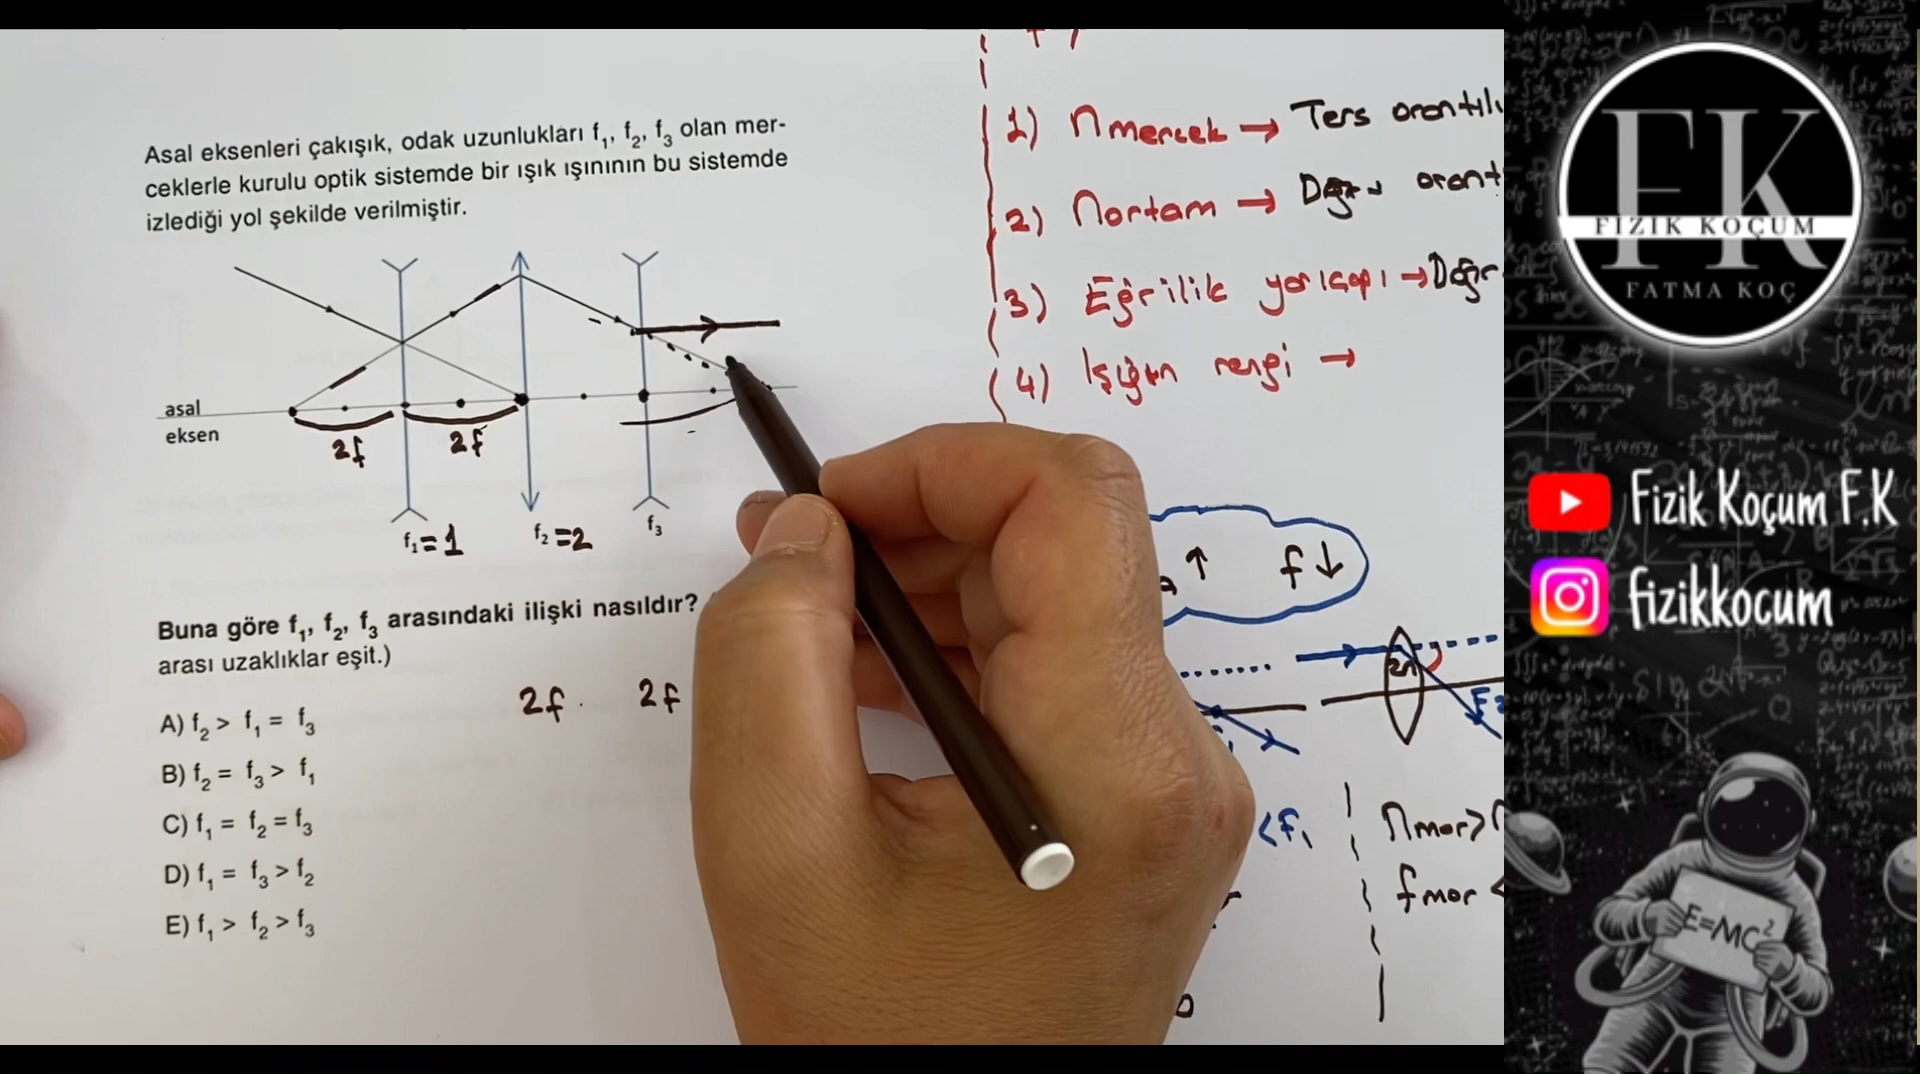 Asal eksenleri çakışık, odak uzunlukları f₁, f₂, f₃ olan mer-
ceklerle kurulu optik sistemde bir ışık ışınının bu sistemde
izlediği yol şekilde verilmiştir.
asal
eksen
2f
2f
f₁=1
f₂=2
f₃
Buna göre f₁, f₂, f₃ arasındaki ilişki nasıldır?
arası uzaklıklar eşit.)
2f
2f
A) f₂ > f₁ = f₃
B) f₂ = f₃ > f₁
C) f₁ = f₂ = f₃
D) f₁ = f₃ > f₂
E) f₁ > f₂ > f₃
1) nmercek → Ters orantılı
2) nortam → Doğru orant
3) Eğrilik yarıçapı → Doğr
4) Işığın rengi →
↑ f↓
2n
<f₁
nmor>
fmor <
FK
FIZIK KOÇUM
FATMA KOÇ
Fizik Koçum F.K
fizikkocum
E=MC²